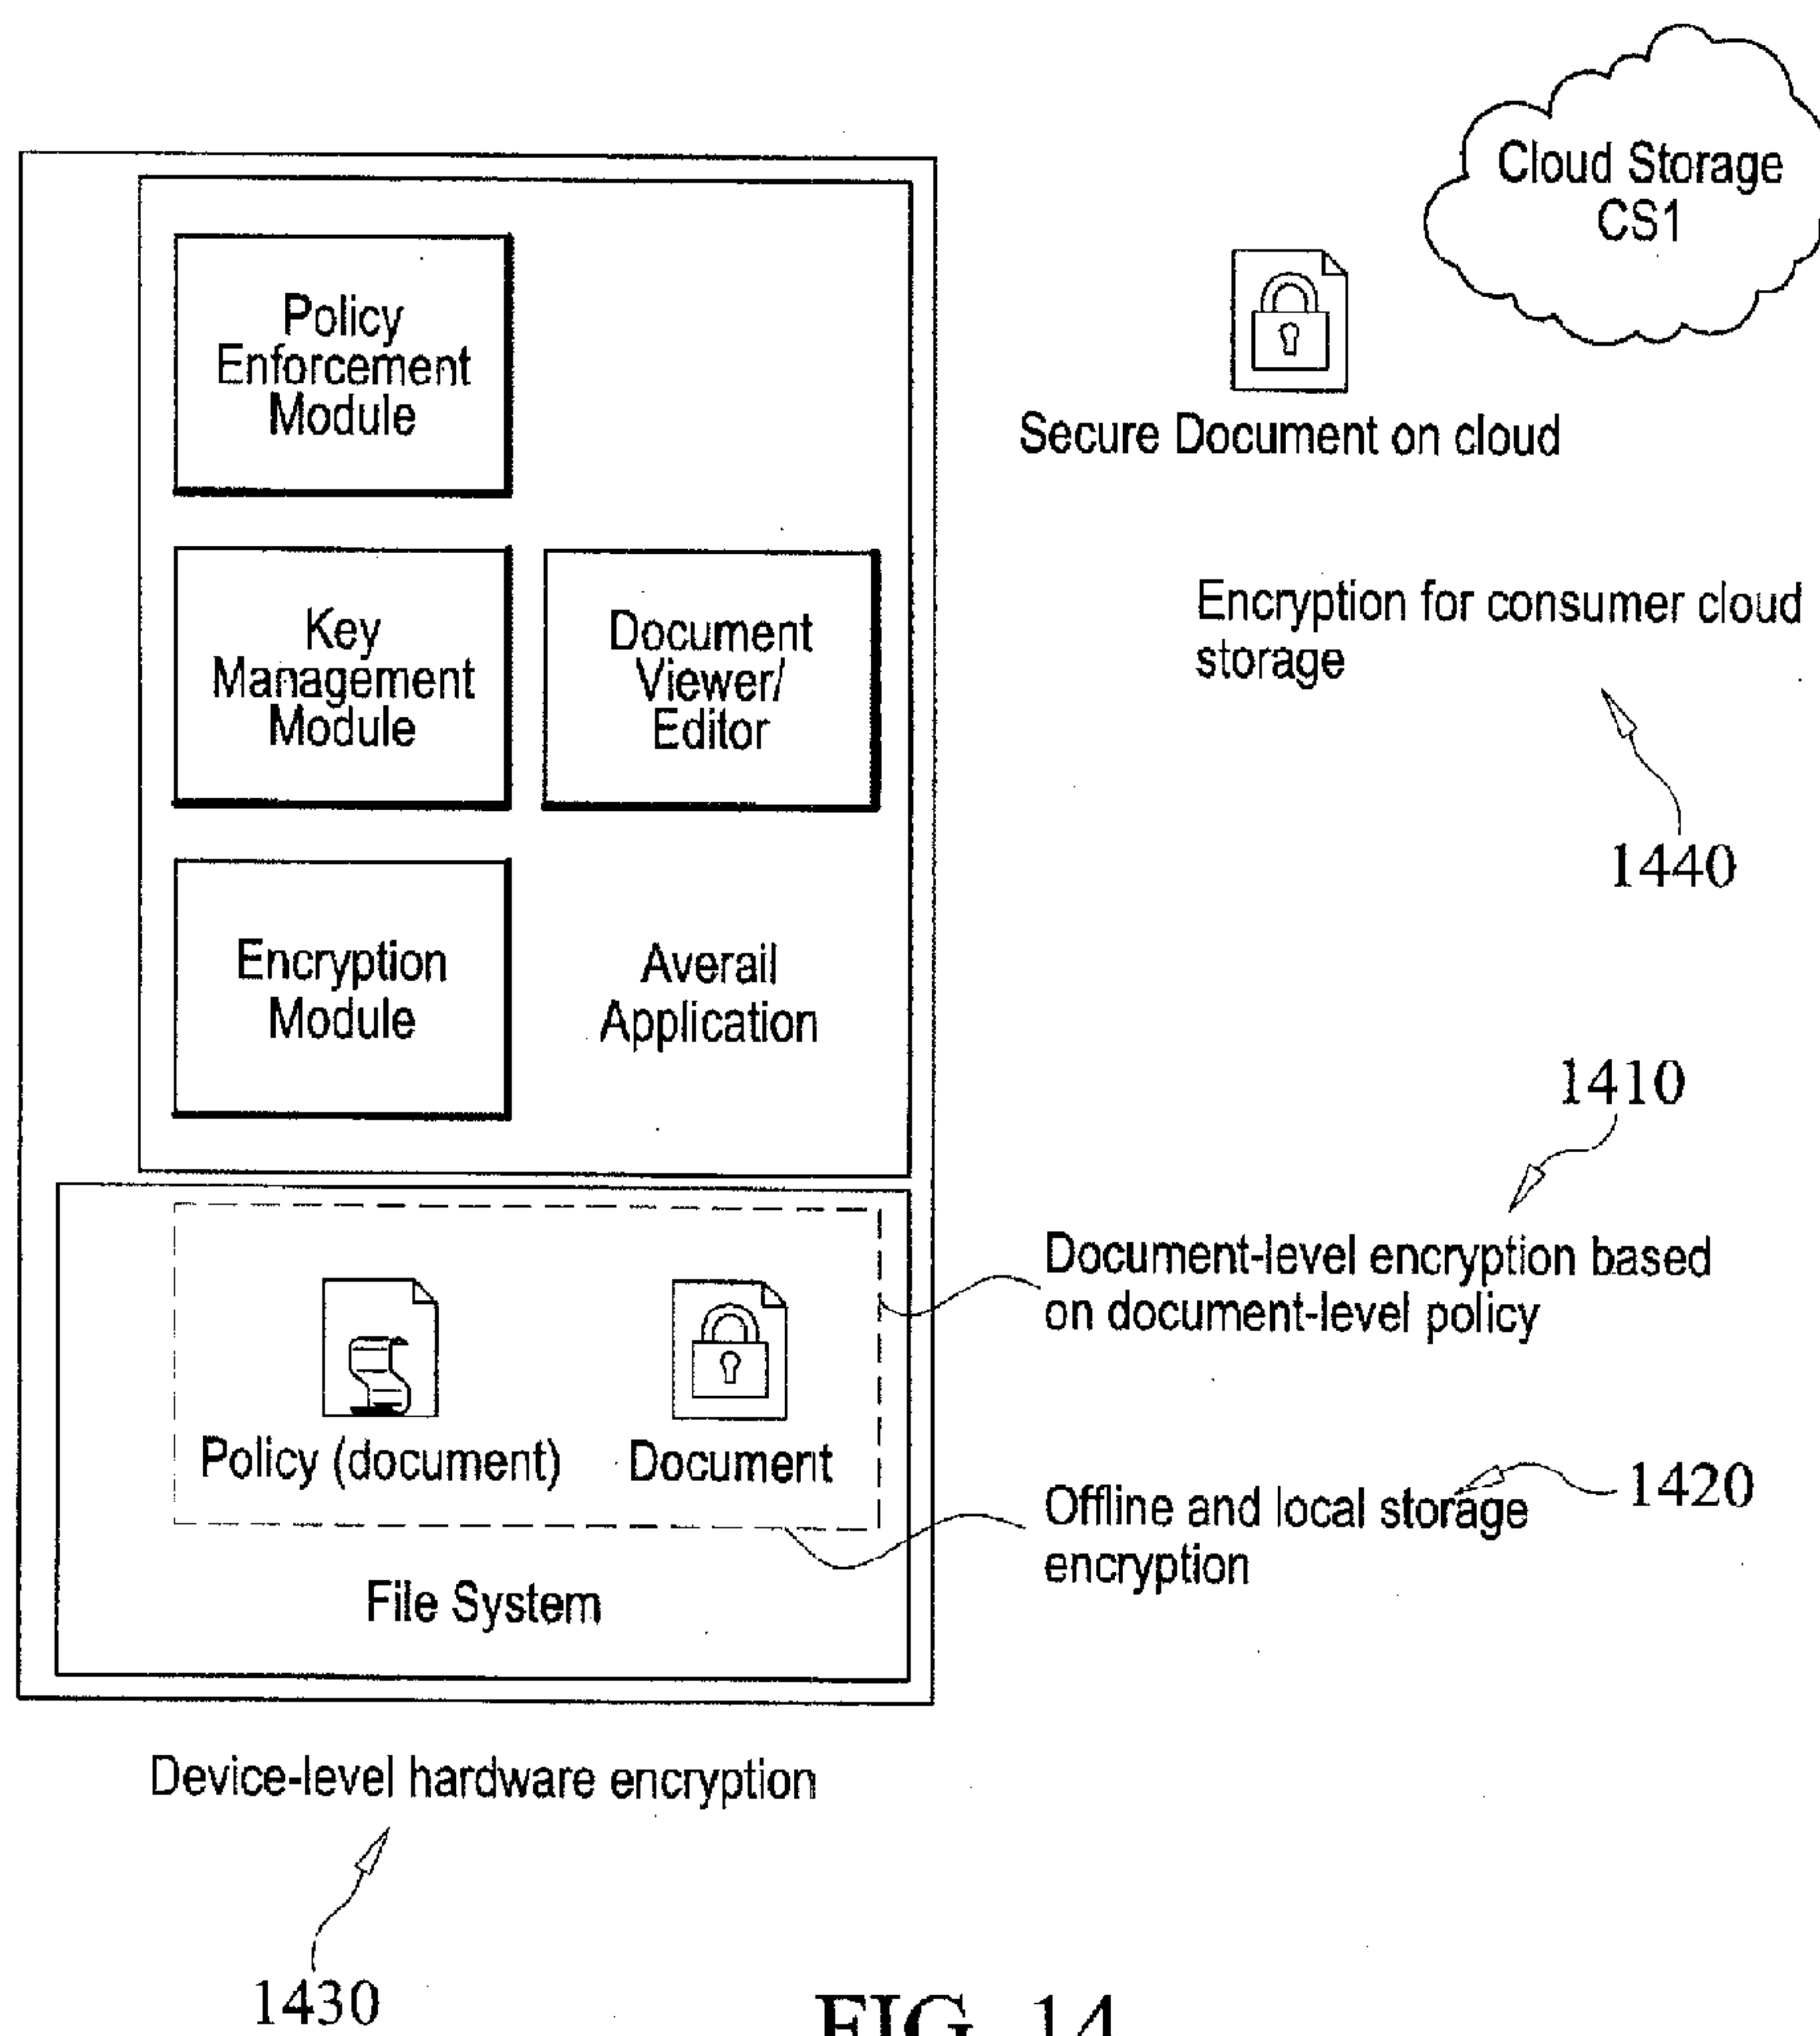 Cloud Storage
CS1
Policy
Enforcement
Module
Secure Document on cloud
Key
Management
Module
Document
Viewer/
Editor
Encryption for consumer cloud
storage
1440
Encryption
Module
Averail
Application
1410
Document-level encryption based
on document-level policy
Policy (document)
Document
Offline and local storage
encryption
1420
File System
Device-level hardware encryption
1430
FIG. 14